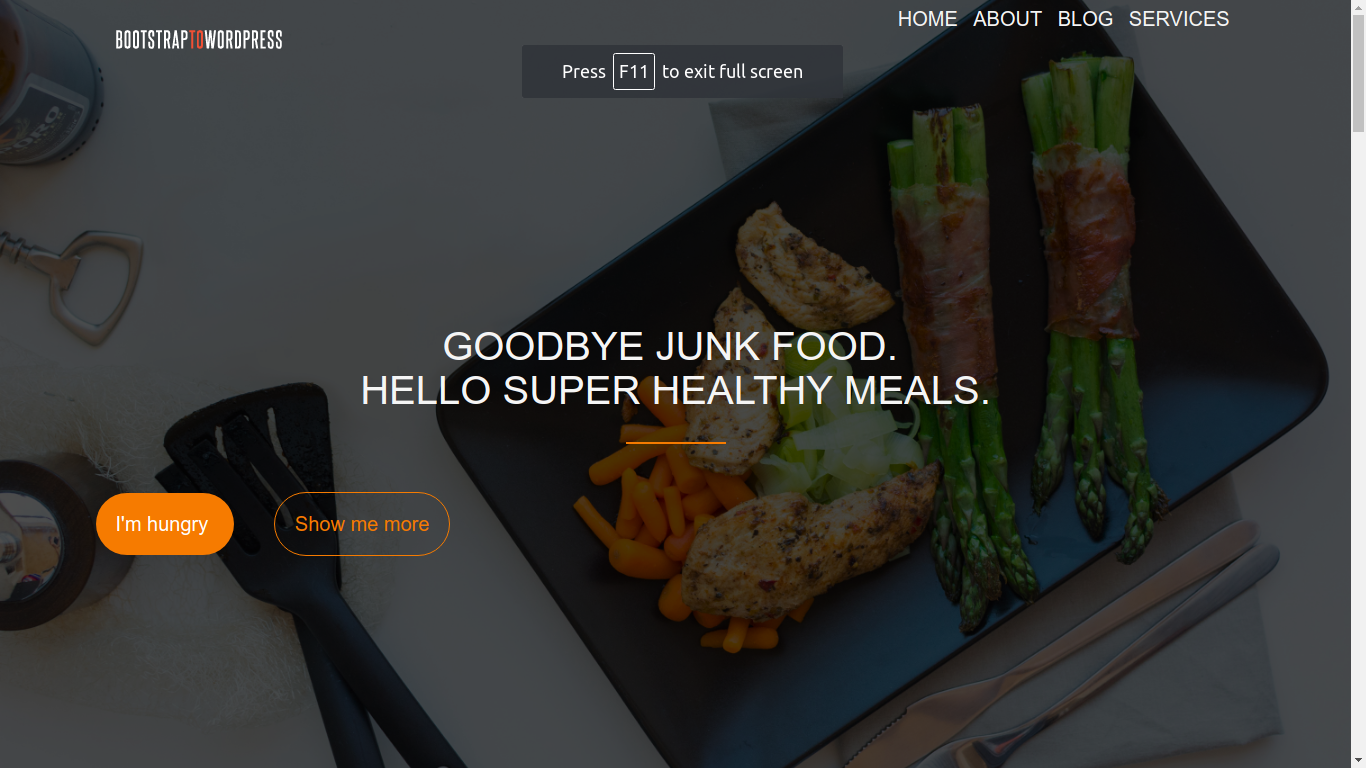 HOME ABOUT BLOG SERVICES
BOOTSTRAPTOWORDPRESS
Press F11 to exit full screen
GOODBYE JUNK FOOD.
HELLO SUPER HEALTHY MEALS.
I'm hungry Show me more